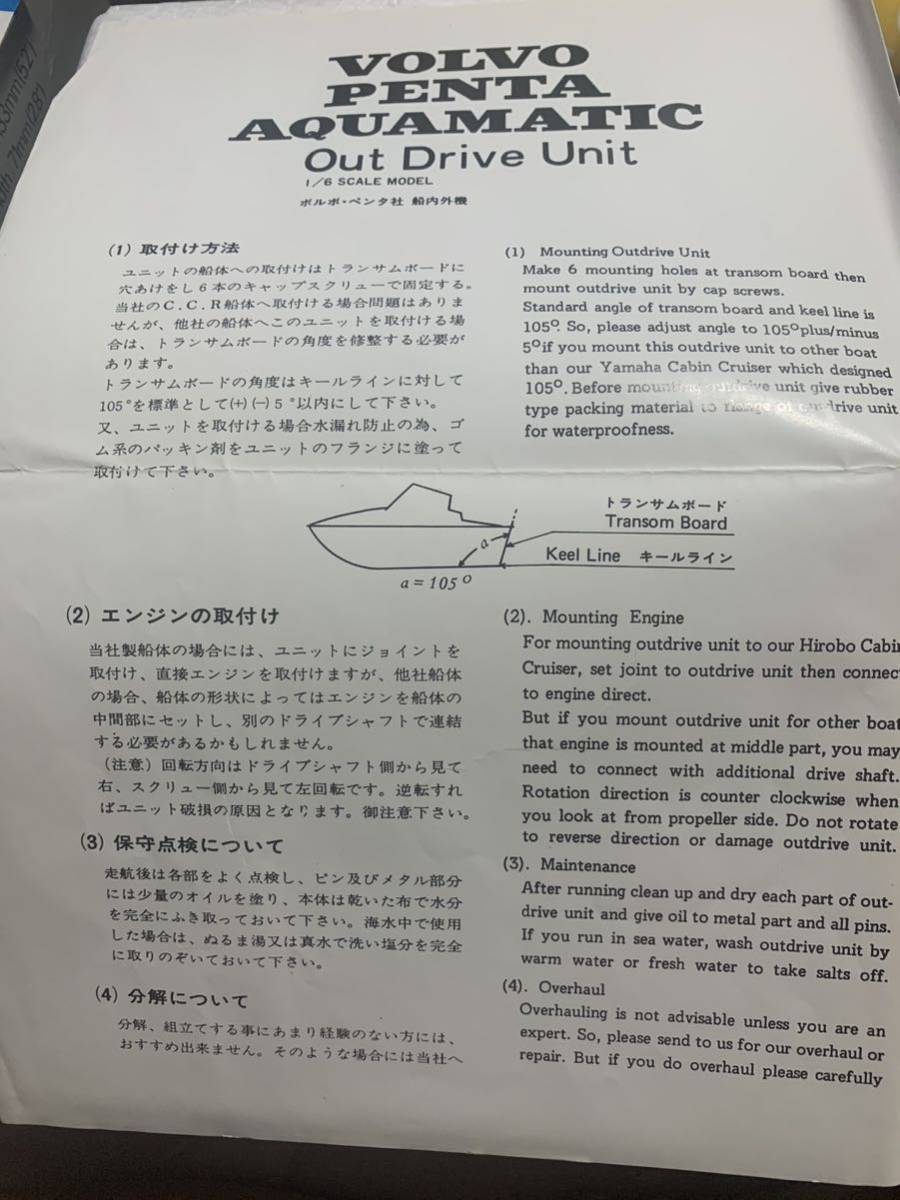 VOLVO
PENTA
AQUAMATIC
Out Drive Unit
1/6 SCALE MODEL
ボルボ・ペンタ社 船内外機
(1) 取付け方法
ユニットの船体への取付けはトランサムボードに
穴あけをし6本のキャップスクリューで固定する。
当社のC.C.R船体へ取付ける場合問題はありま
せんが、他社の船体へこのユニットを取付ける場
合は、トランサムボードの角度を修整する必要が
あります。
トランサムボードの角度はキールラインに対して
105°を標準として(+)(-)5°以内にして下さい。
又、ユニットを取付ける場合水漏れ防止の為、ゴ
ム系のパッキン剤をユニットのフランジに塗って
取付けて下さい。
(1) Mounting Outdrive Unit
Make 6 mounting holes at transom board then
mount outdrive unit by cap screws.
Standard angle of transom board and keel line is
105°. So, please adjust angle to 105°plus/minus
5°if you mount this outdrive unit to other boat
than our Yamaha Cabin Cruiser which designed
105°. Before mounting outdrive unit give rubber
type packing material to flange of outdrive unit
for waterproofness.
トランサムボード
Transom Board
a
Keel Line キールライン
a = 105°
(2) エンジンの取付け
当社製船体の場合には、ユニットにジョイントを
取付け、直接エンジンを取付けますが、他社船体
の場合、船体の形状によってはエンジンを船体の
中間部にセットし、別のドライブシャフトで連結
する必要があるかもしれません。
(注意)回転方向はドライブシャフト側から見て
右、スクリュー側から見て左回転です。逆転すれ
ばユニット破損の原因となります。御注意下さい。
(3) 保守点検について
走航後は各部をよく点検し、ピン及びメタル部分
には少量のオイルを塗り、本体は乾いた布で水分
を完全にふき取っておいて下さい。海水中で使用
した場合は、ぬるま湯又は真水で洗い塩分を完全
に取りのぞいておいて下さい。
(4) 分解について
分解、組立てする事にあまり経験のない方には、
おすすめ出来ません。そのような場合には当社へ
(2). Mounting Engine
For mounting outdrive unit to our Hirobo Cabin
Cruiser, set joint to outdrive unit then connec
to engine direct.
But if you mount outdrive unit for other boat
that engine is mounted at middle part, you may
need to connect with additional drive shaft.
Rotation direction is counter clockwise when
you look at from propeller side. Do not rotate
to reverse direction or damage outdrive unit.
(3). Maintenance
After running clean up and dry each part of out-
drive unit and give oil to metal part and all pins.
If you run in sea water, wash outdrive unit by
warm water or fresh water to take salts off.
(4). Overhaul
Overhauling is not advisable unless you are an
expert. So, please send to us for our overhaul or
repair. But if you do overhaul please carefully